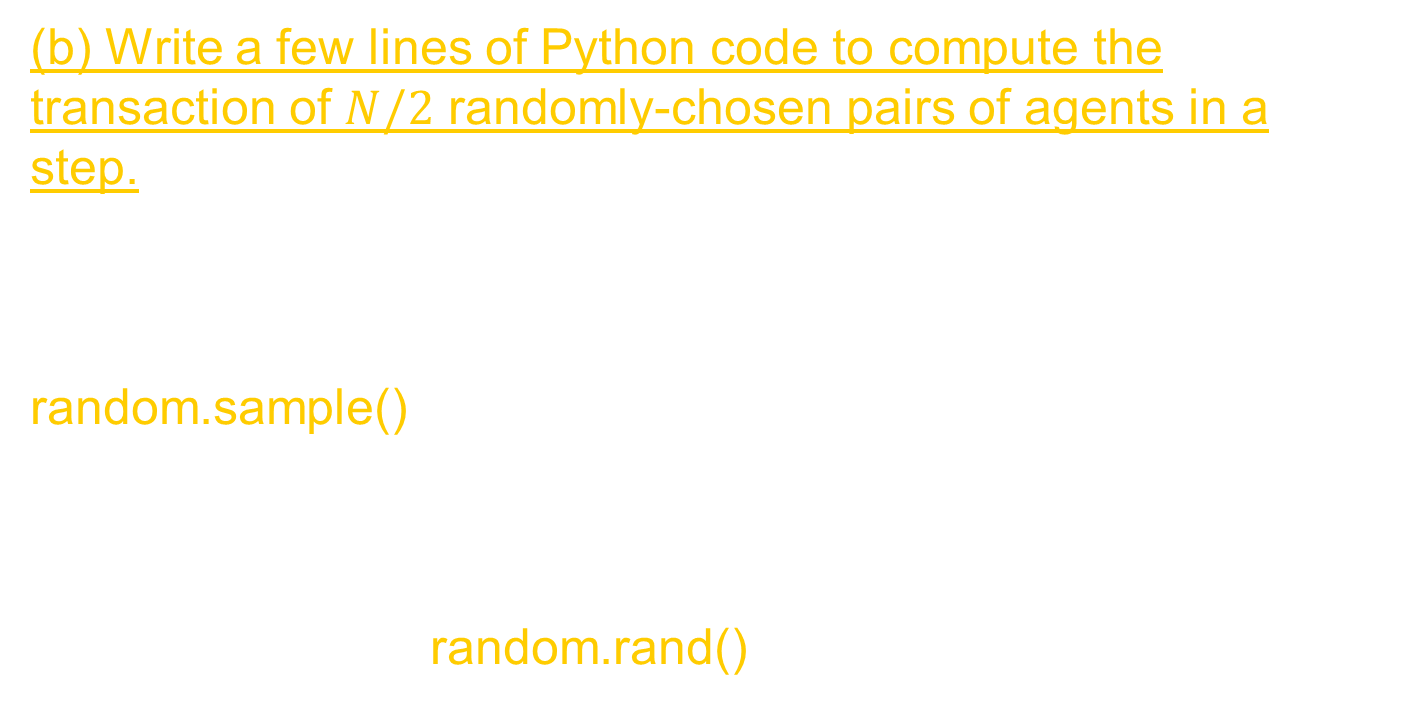 (b) Write a few lines of Python code to compute the
transaction of N/2 randomly-chosen pairs of agents in a
step.
random.sample()
random.rand()